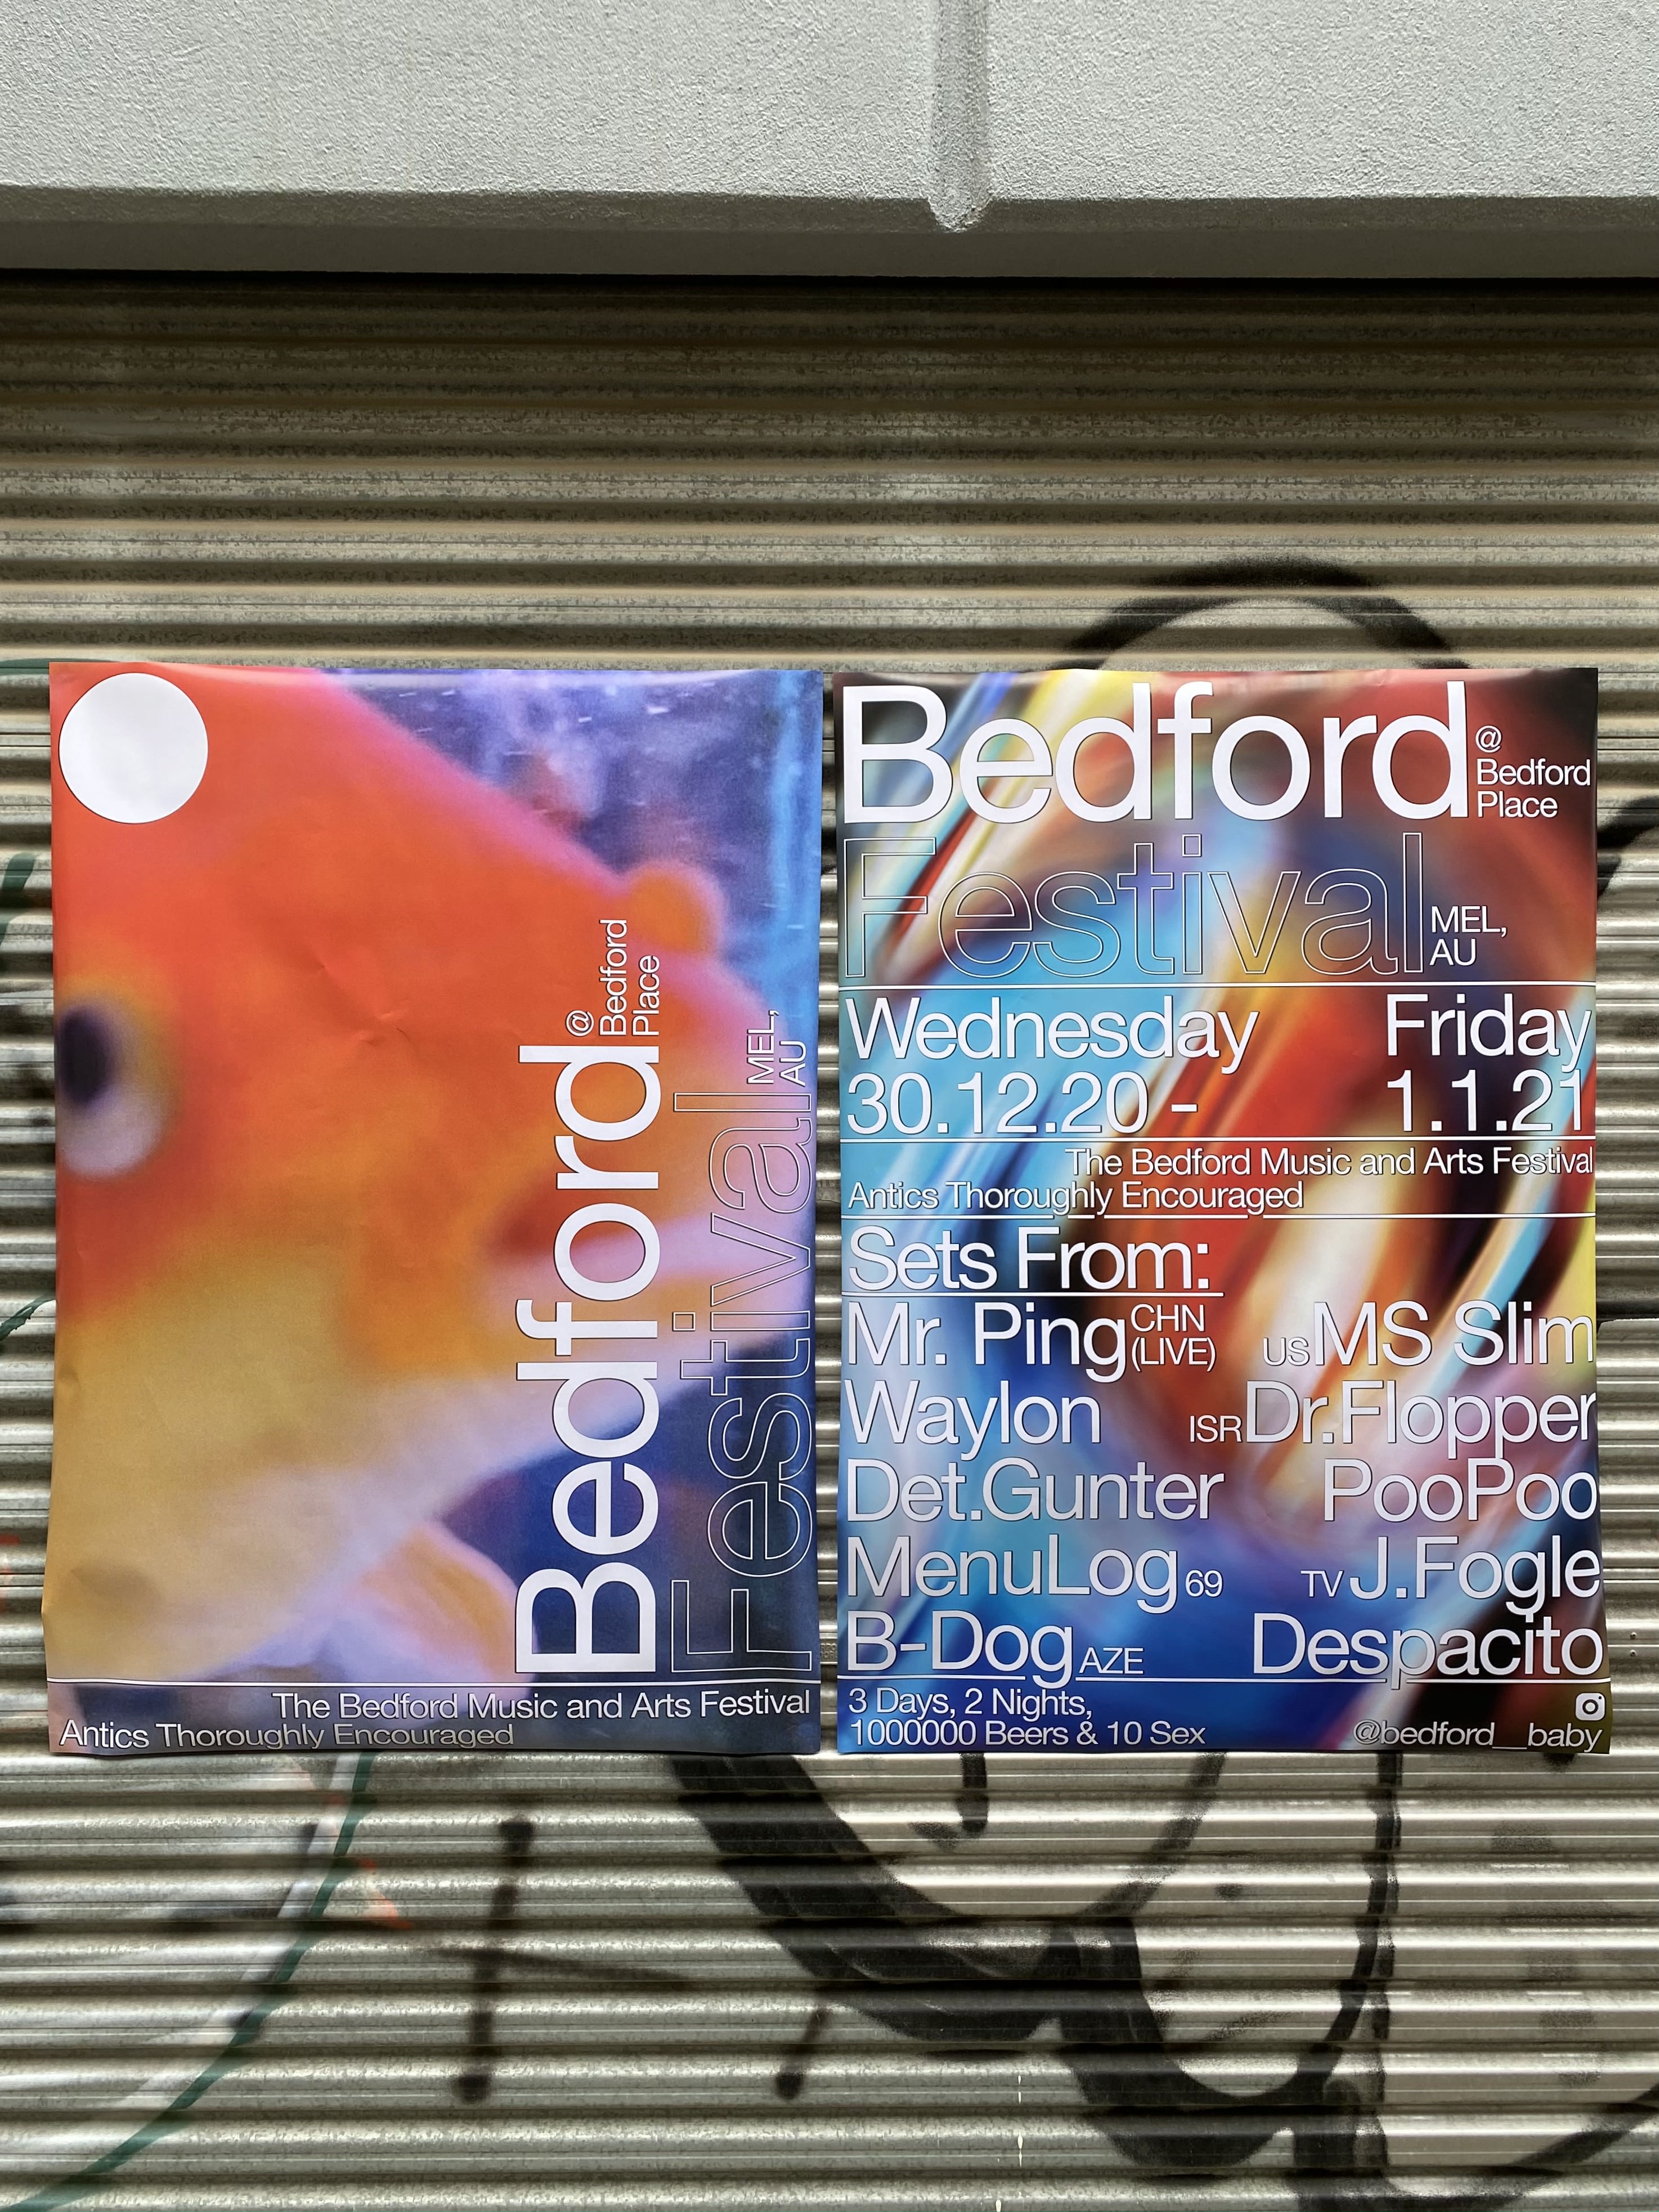 Bedford
@
Bedford
Place
Festival
MEL,
AU
The Bedford Music and Arts Festival
Antics Thoroughly Encouraged
Bedford
@
Bedford
Place
Festival
MEL,
AU
Wednesday Friday
30.12.20 - 1.1.21
The Bedford Music and Arts Festival
Antics Thoroughly Encouraged
Sets From:
Mr. Ping CHN (LIVE) US MS Slim
Waylon ISR Dr.Flopper
Det.Gunter PooPoo
MenuLog 69 TV J.Fogle
B-Dog AZE Despacito
3 Days, 2 Nights,
1000000 Beers & 10 Sex @bedford__baby